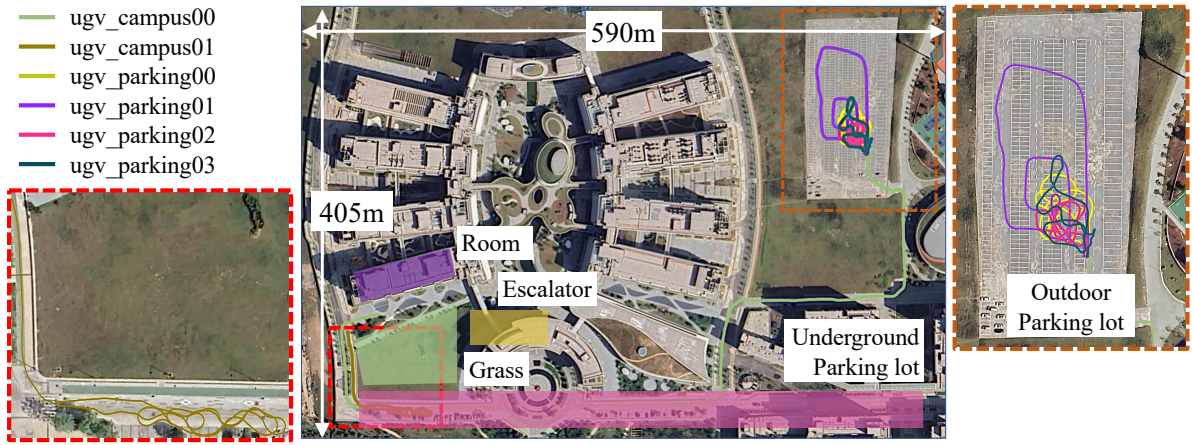 ugv_campus00
ugv_campus01
ugv_parking00
ugv_parking01
ugv_parking02
ugv_parking03
590m
405m
Room
Escalator
Grass
Underground
Parking lot
Outdoor
Parking lot